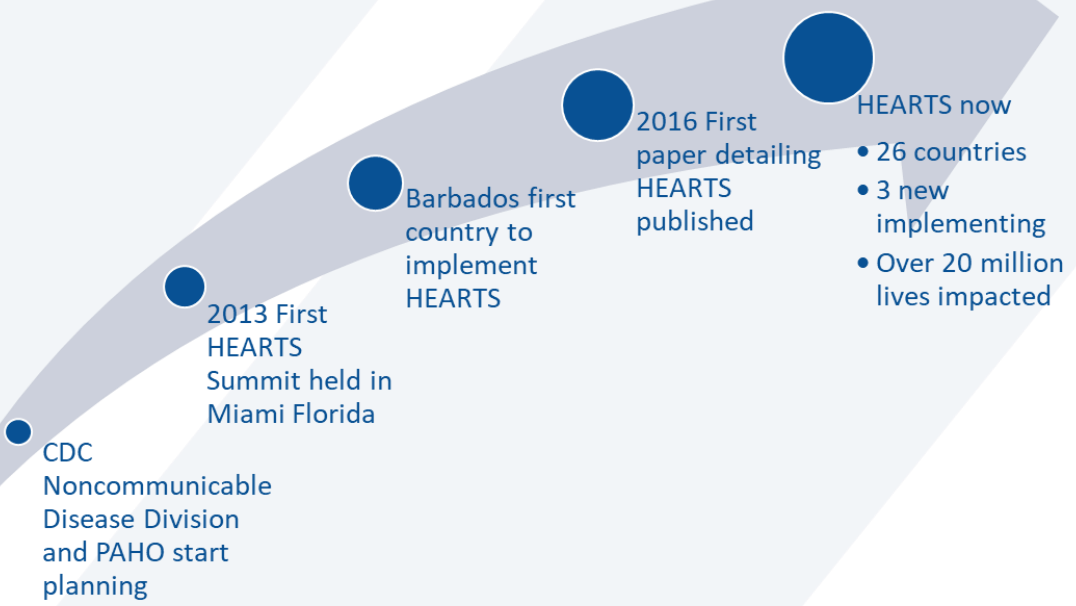 CDC
Noncommunicable
Disease Division
and PAHO start
planning
2013 First
HEARTS
Summit held in
Miami Florida
Barbados first
country to
implement
HEARTS
2016 First
paper detailing
HEARTS
published
HEARTS now
• 26 countries
• 3 new
implementing
• Over 20 million
lives impacted